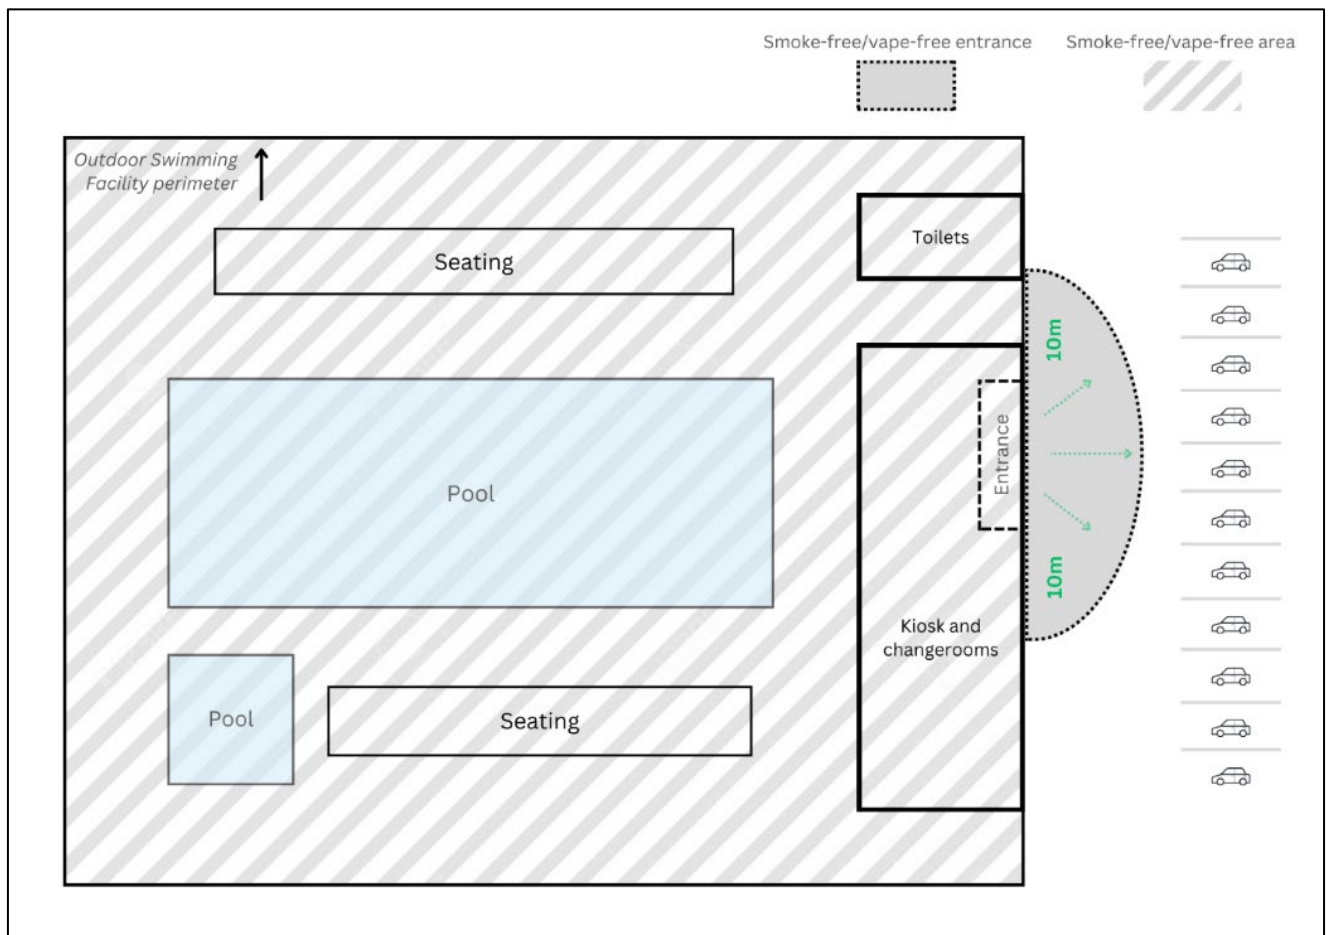 Smoke-free/vape-free entrance
Smoke-free/vape-free area
Outdoor Swimming
Facility perimeter
Toilets
Seating
10m
Entrance
Pool
10m
Kiosk and
changerooms
Pool
Seating